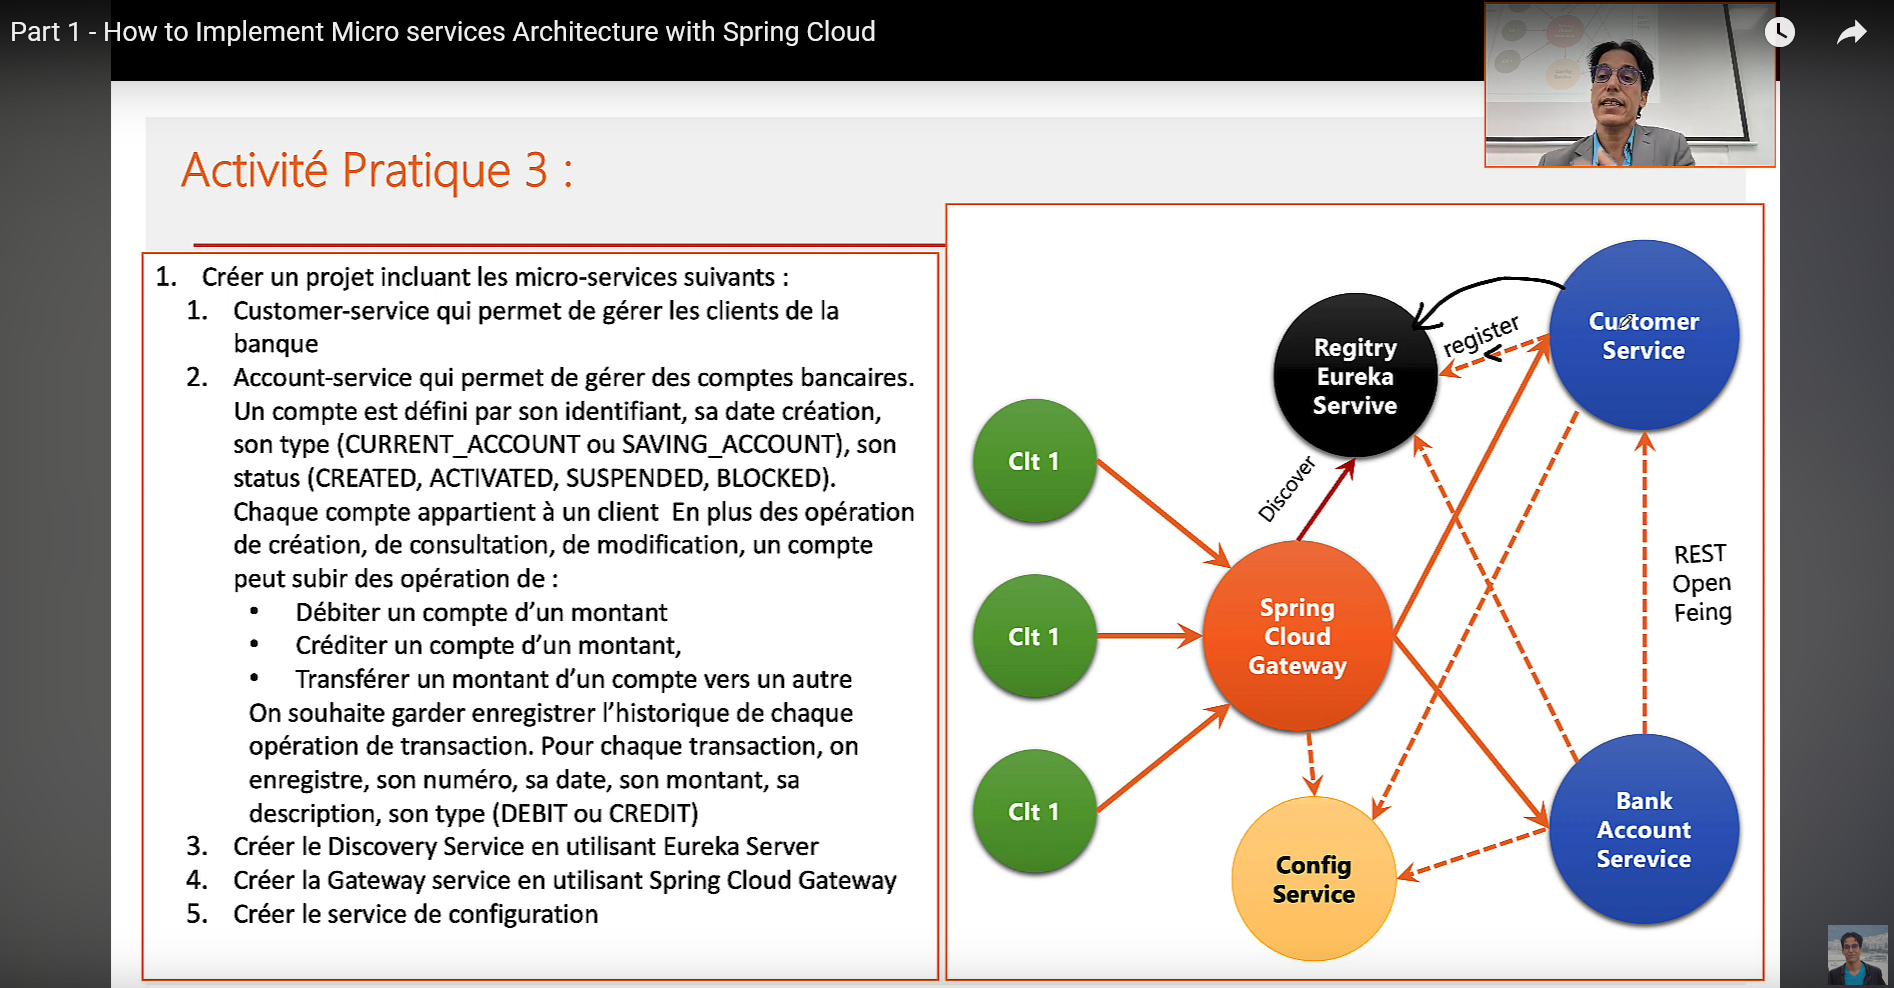 Part 1 - How to Implement Micro services Architecture with Spring Cloud
Activité Pratique 3 :
1. Créer un projet incluant les micro-services suivants :
1. Customer-service qui permet de gérer les clients de la
banque
2. Account-service qui permet de gérer des comptes bancaires.
Un compte est défini par son identifiant, sa date création,
son type (CURRENT_ACCOUNT ou SAVING_ACCOUNT), son
status (CREATED, ACTIVATED, SUSPENDED, BLOCKED).
Chaque compte appartient à un client En plus des opération
de création, de consultation, de modification, un compte
peut subir des opération de :
• Débiter un compte d'un montant
• Créditer un compte d'un montant,
• Transférer un montant d'un compte vers un autre
On souhaite garder enregistrer l'historique de chaque
opération de transaction. Pour chaque transaction, on
enregistre, son numéro, sa date, son montant, sa
description, son type (DEBIT ou CREDIT)
3. Créer le Discovery Service en utilisant Eureka Server
4. Créer la Gateway service en utilisant Spring Cloud Gateway
5. Créer le service de configuration
Clt 1
Clt 1
Clt 1
Regitry
Eureka
Servive
register
Customer
Service
Discover
Spring
Cloud
Gateway
REST
Open
Feing
Config
Service
Bank
Account
Serevice